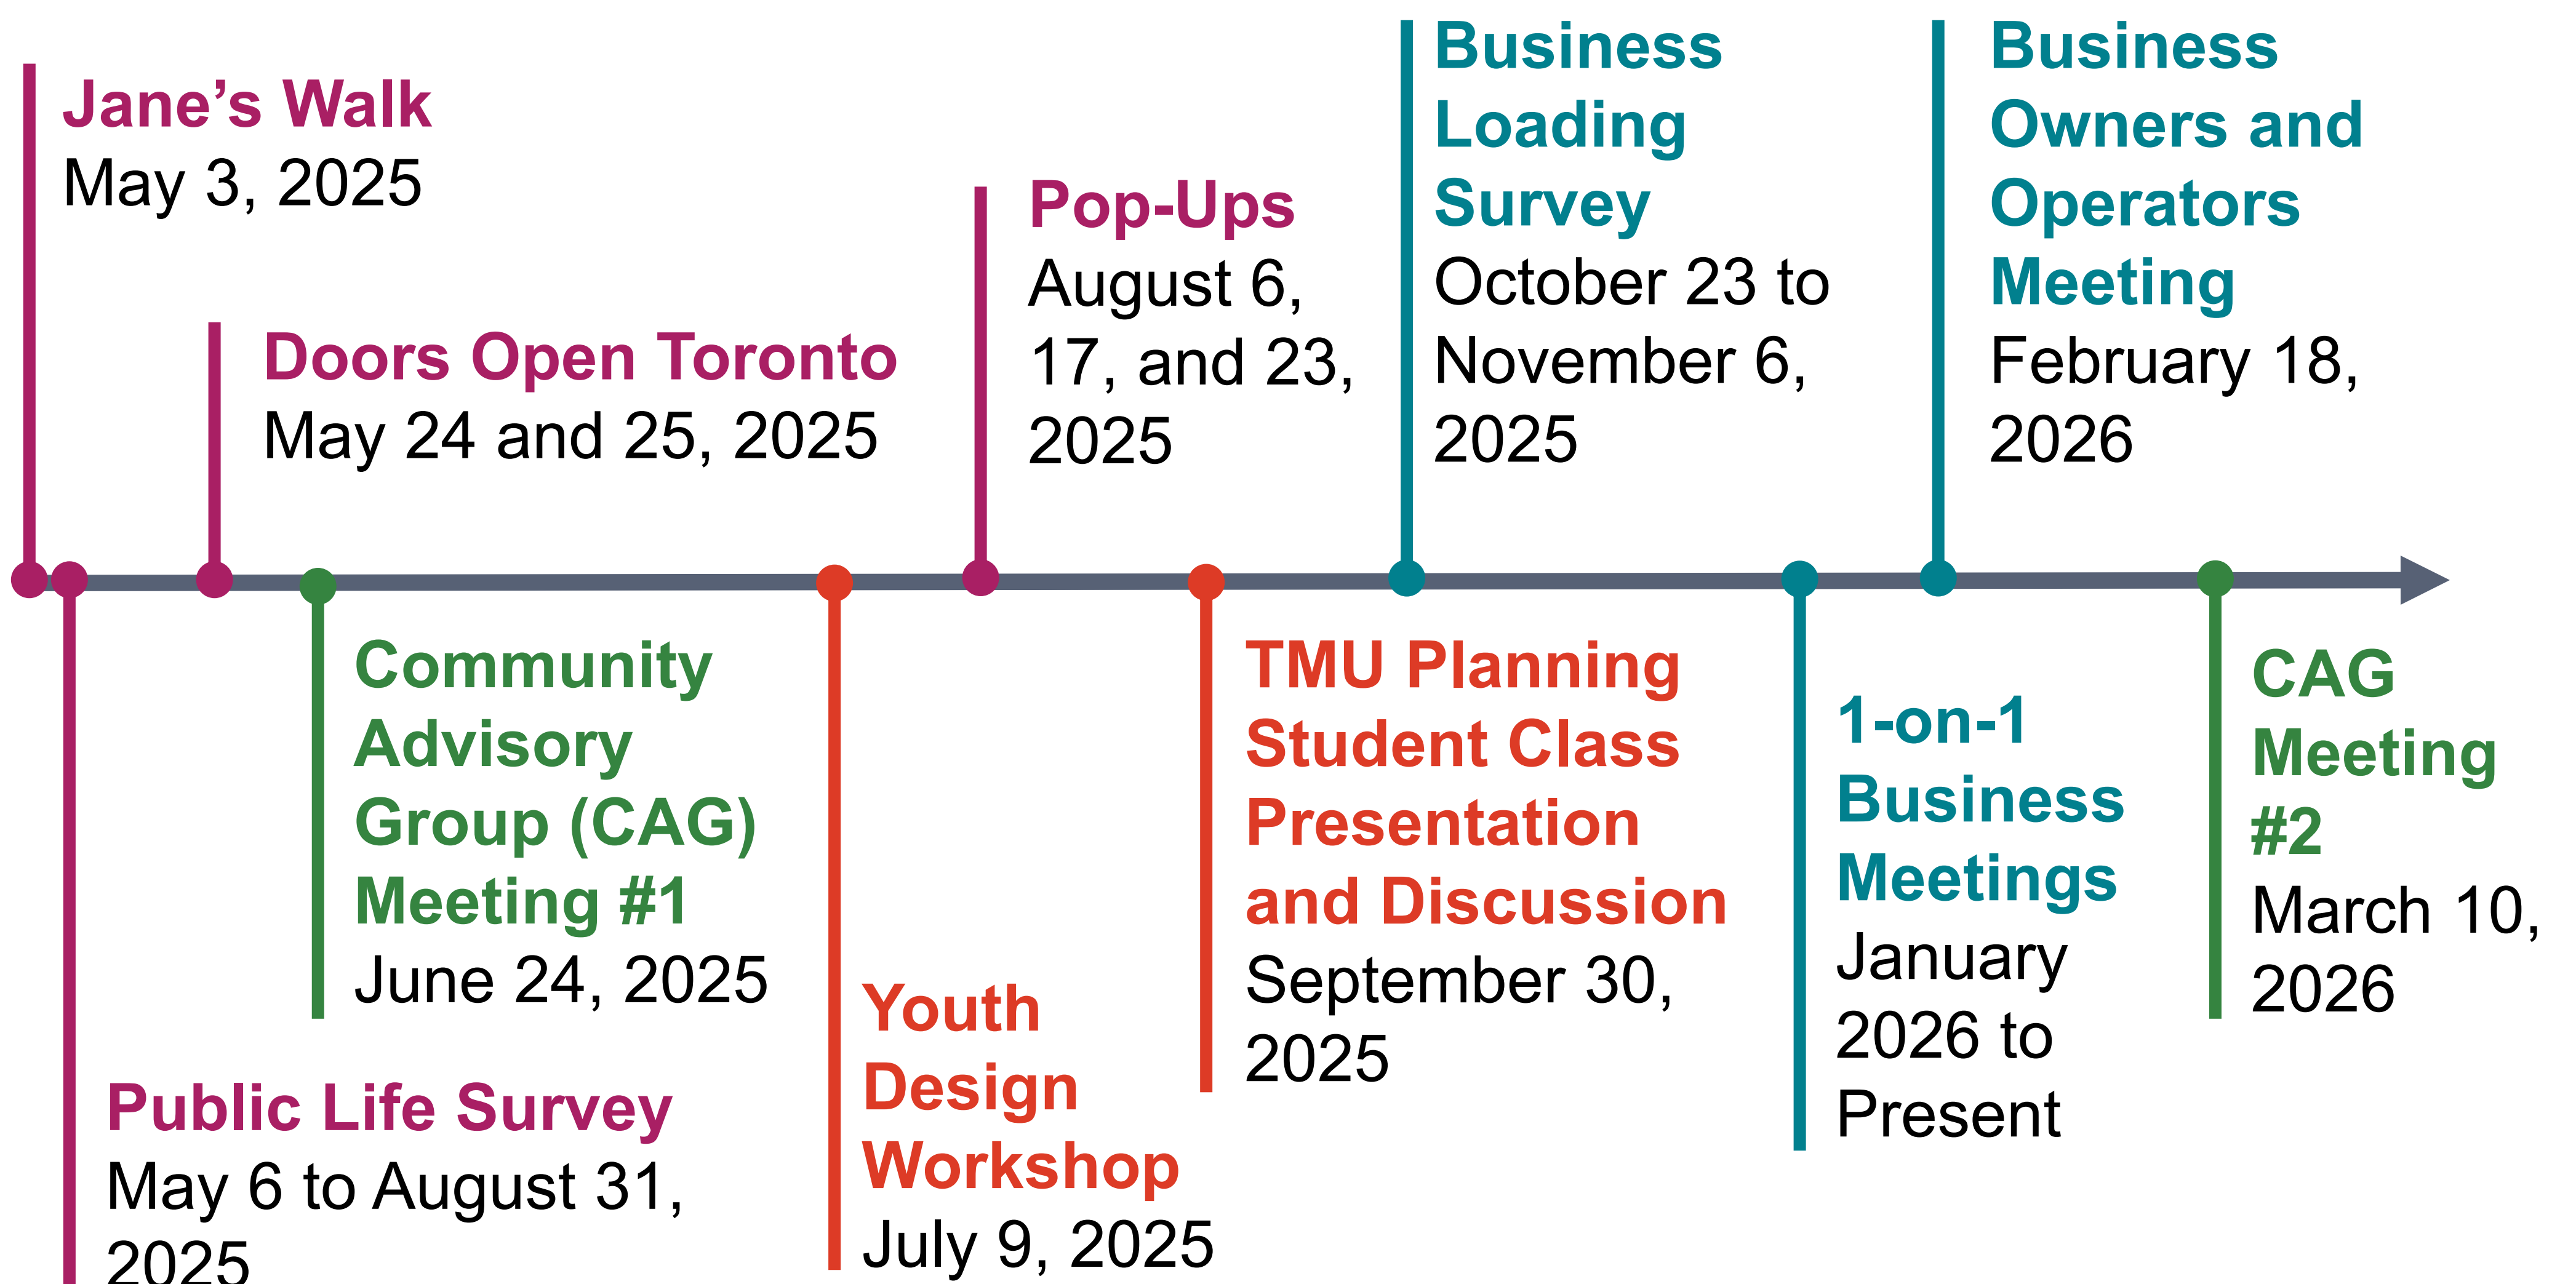 Jane’s Walk
May 3, 2025
Public Life Survey
May 6 to August 31,
2025
Doors Open Toronto
May 24 and 25, 2025
Community
Advisory
Group (CAG)
Meeting #1
June 24, 2025
Youth
Design
Workshop
July 9, 2025
Pop-Ups
August 6,
17, and 23,
2025
TMU Planning
Student Class
Presentation
and Discussion
September 30,
2025
Business
Loading
Survey
October 23 to
November 6,
2025
1-on-1
Business
Meetings
January
2026 to
Present
Business
Owners and
Operators
Meeting
February 18,
2026
CAG
Meeting
#2
March 10,
2026